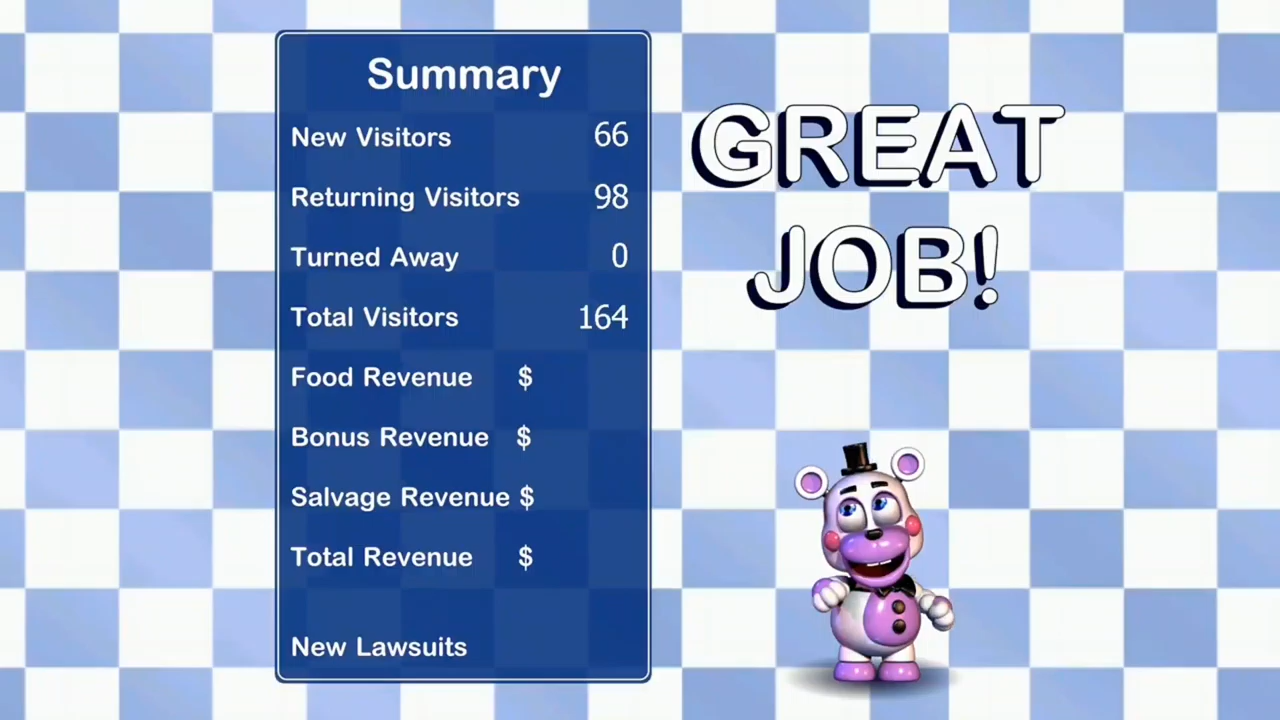 Summary
New Visitors 66
Returning Visitors 98
Turned Away 0
Total Visitors 164
Food Revenue $
Bonus Revenue $
Salvage Revenue $
Total Revenue $
New Lawsuits
GREAT
JOB!